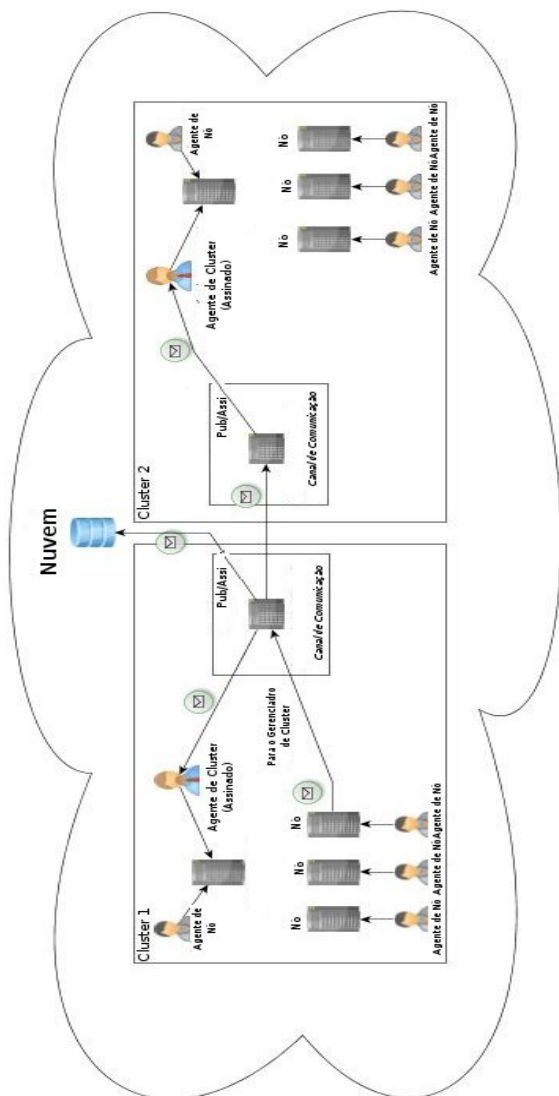 Nuvem
Cluster 1
Agente de
Nó
Agente de Cluster
(Assinado)
Pub/Assi
Canal de Comunicação
Para o Gerenciadro
de Cluster
Nó
Nó
Nó
Agente de Nó
Agente de Nó
Agente de Nó
Cluster 2
Pub/Assi
Canal de Comunicação
Agente de Cluster
(Assinado)
Agente de
Nó
Nó
Nó
Nó
Agente de Nó
Agente de Nó
Agente de Nó